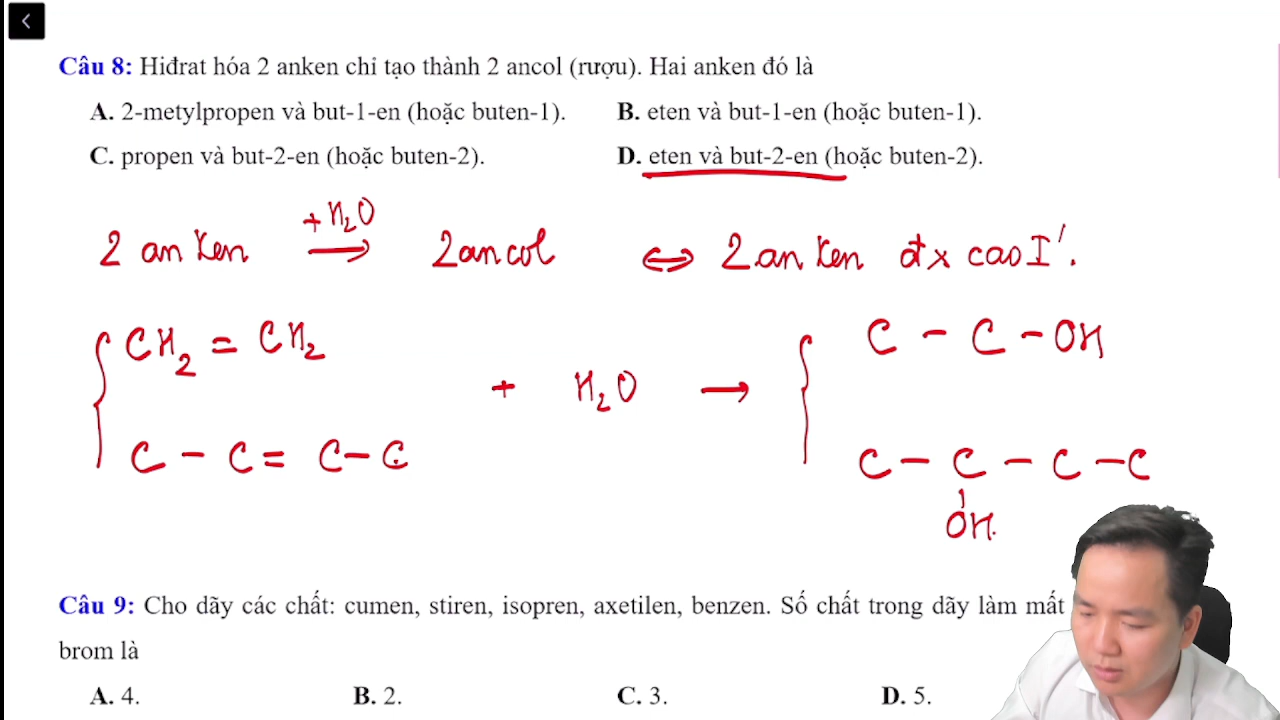 Câu 8: Hiđrat hóa 2 anken chỉ tạo thành 2 ancol (rượu). Hai anken đó là
A. 2-metylpropen và but-1-en (hoặc buten-1). B. eten và but-1-en (hoặc buten-1).
C. propen và but-2-en (hoặc buten-2). D. eten và but-2-en (hoặc buten-2).
+ H₂O
2 anken → 2 ancol ⇔ 2 anken đx cao I'.
CH₂ = CH₂ C - C - OH
+ H₂O →
C - C = C - C C - C - C - C
OH
Câu 9: Cho dãy các chất: cumen, stiren, isopren, axetilen, benzen. Số chất trong dãy làm mất
brom là
A. 4. B. 2. C. 3. D. 5.